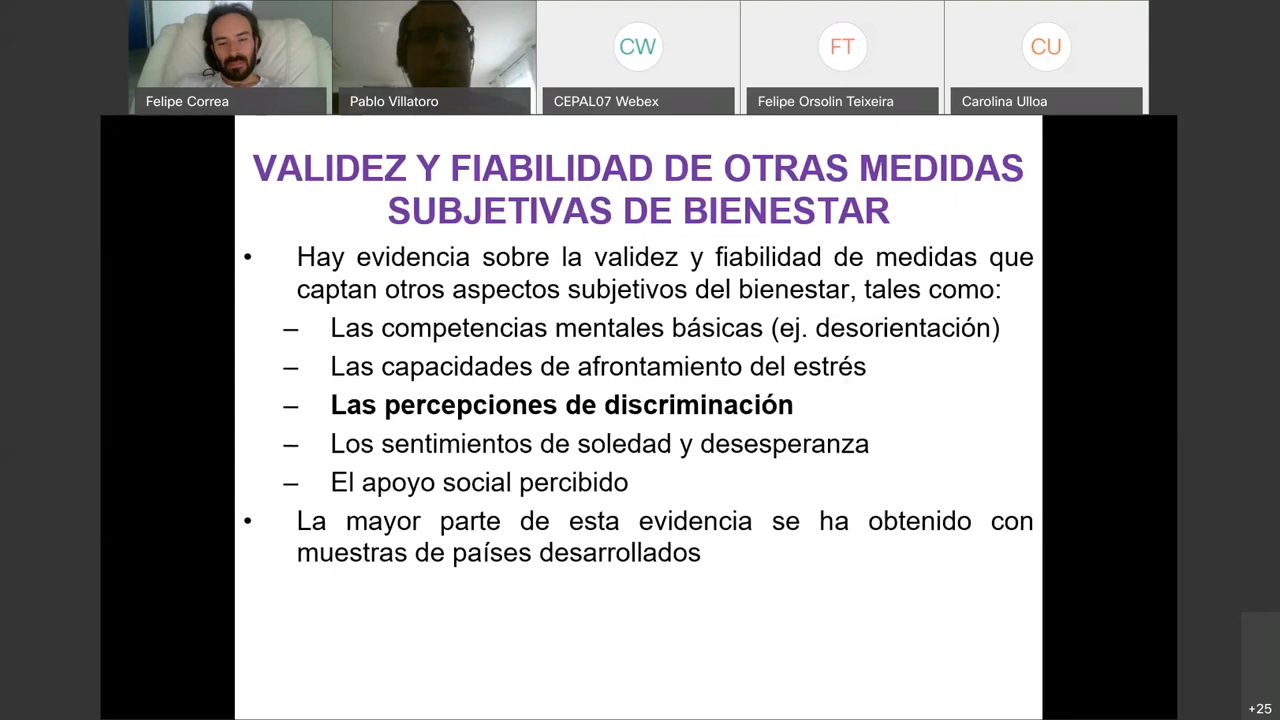 CW
FT
CU
Felipe Correa
Pablo Villatoro
CEPAL07 Webex
Felipe Orsolin Teixeira
Carolina Ulloa
VALIDEZ Y FIABILIDAD DE OTRAS MEDIDAS
SUBJETIVAS DE BIENESTAR
• Hay evidencia sobre la validez y fiabilidad de medidas que
captan otros aspectos subjetivos del bienestar, tales como:
– Las competencias mentales básicas (ej. desorientación)
– Las capacidades de afrontamiento del estrés
– Las percepciones de discriminación
– Los sentimientos de soledad y desesperanza
– El apoyo social percibido
• La mayor parte de esta evidencia se ha obtenido con
muestras de países desarrollados
+25